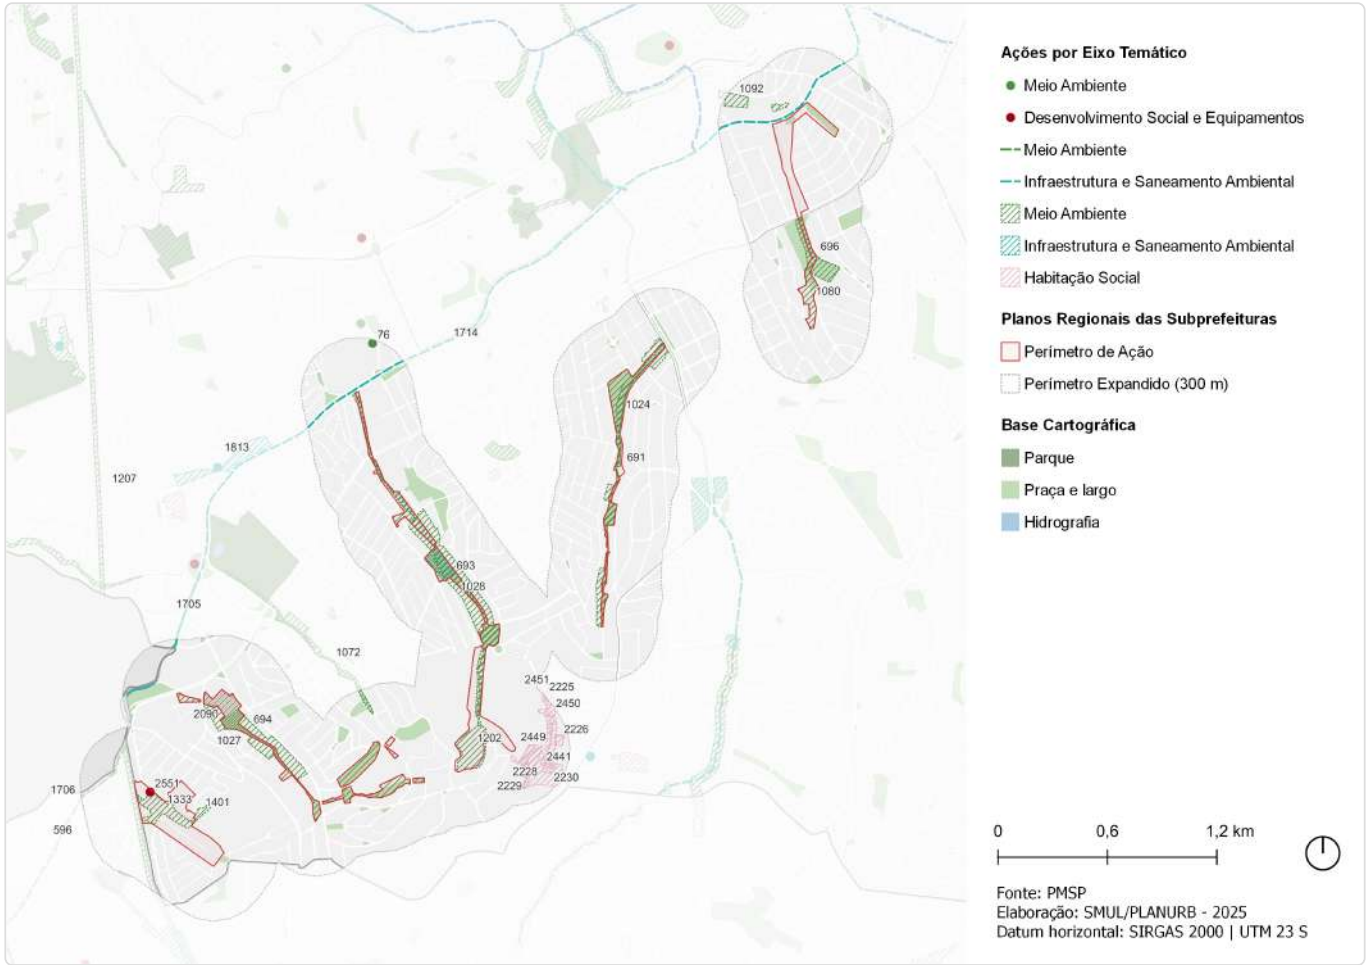 1092
696
1080
76
1714
1024
691
1813
1207
693
1028
1705
1072
2451
2225
2450
2226
2090
694
1027
2449
1202
2441
2228
2230
2229
2551
1333
1401
1706
596
Ações por Eixo Temático
Meio Ambiente
Desenvolvimento Social e Equipamentos
Meio Ambiente
Infraestrutura e Saneamento Ambiental
Meio Ambiente
Infraestrutura e Saneamento Ambiental
Habitação Social
Planos Regionais das Subprefeituras
Perímetro de Ação
Perímetro Expandido (300 m)
Base Cartográfica
Parque
Praça e largo
Hidrografia
0 0,6 1,2 km
Fonte: PMSP
Elaboração: SMUL/PLANURB - 2025
Datum horizontal: SIRGAS 2000 | UTM 23 S